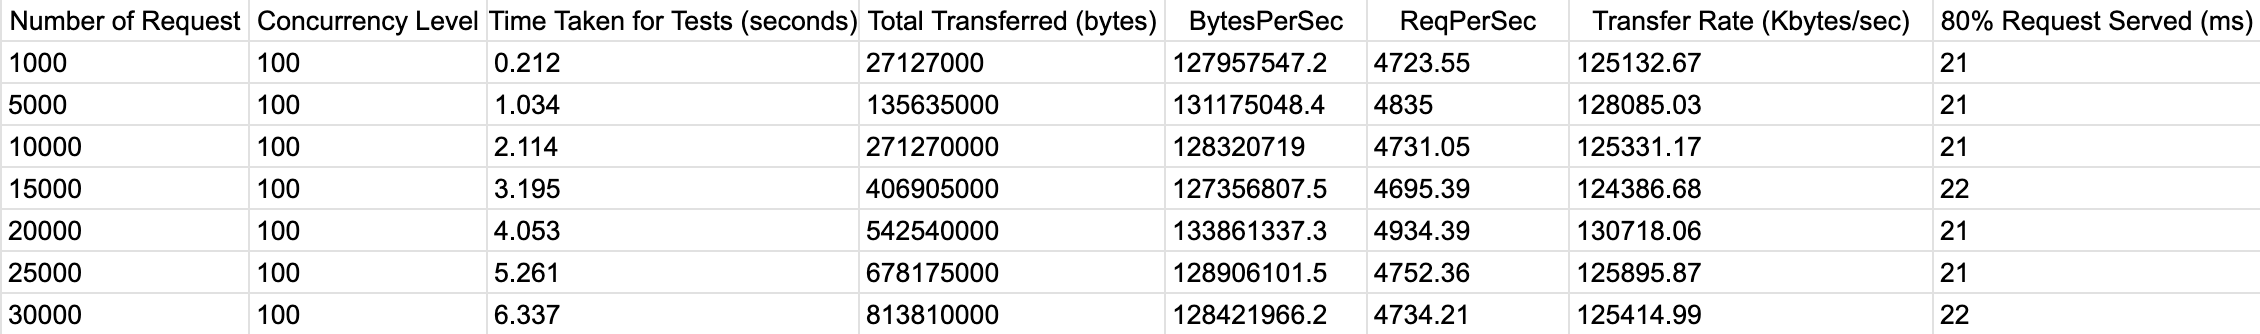 Number of Request Concurrency Level Time Taken for Tests (seconds) Total Transferred (bytes) BytesPerSec ReqPerSec Transfer Rate (Kbytes/sec) 80% Request Served (ms)
1000 100 0.212 27127000 127957547.2 4723.55 125132.67 21
5000 100 1.034 135635000 131175048.4 4835 128085.03 21
10000 100 2.114 271270000 128320719 4731.05 125331.17 21
15000 100 3.195 406905000 127356807.5 4695.39 124386.68 22
20000 100 4.053 542540000 133861337.3 4934.39 130718.06 21
25000 100 5.261 678175000 128906101.5 4752.36 125895.87 21
30000 100 6.337 813810000 128421966.2 4734.21 125414.99 22